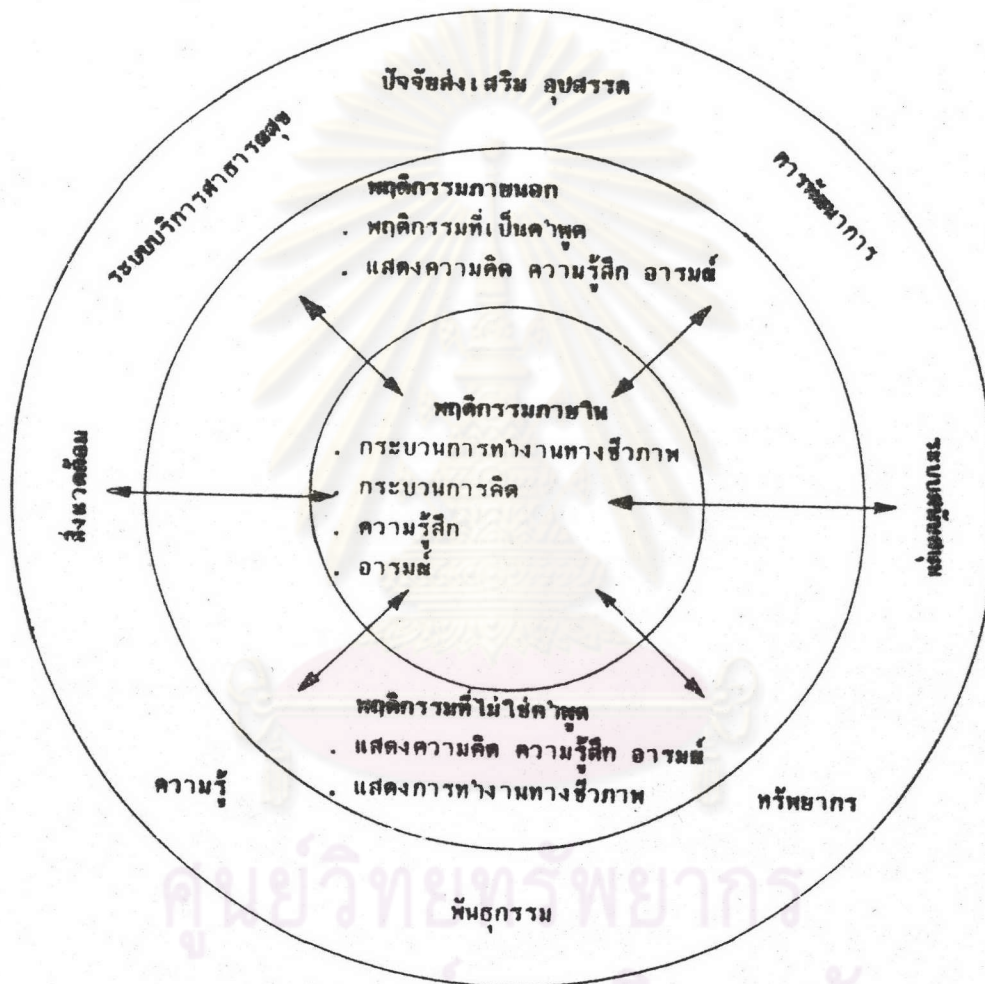 ปัจจัยส่งเสริม อุปสรรค
ระบบบริการสาธารณสุข
การพัฒนาการ
พฤติกรรมภายนอก
. พฤติกรรมที่เป็นคำพูด
. แสดงความคิด ความรู้สึก อารมณ์
พฤติกรรมภายใน
. กระบวนการทำงานทางชีวภาพ
. กระบวนการคิด
. ความรู้สึก
. อารมณ์
สิ่งแวดล้อม
พฤติกรรมที่ไม่ใช่คำพูด
. แสดงความคิด ความรู้สึก อารมณ์
. แสดงการทำงานทางชีวภาพ
ความรู้
ทรัพยากร
พันธุกรรม
ศูนย์วิทยทรัพยากร